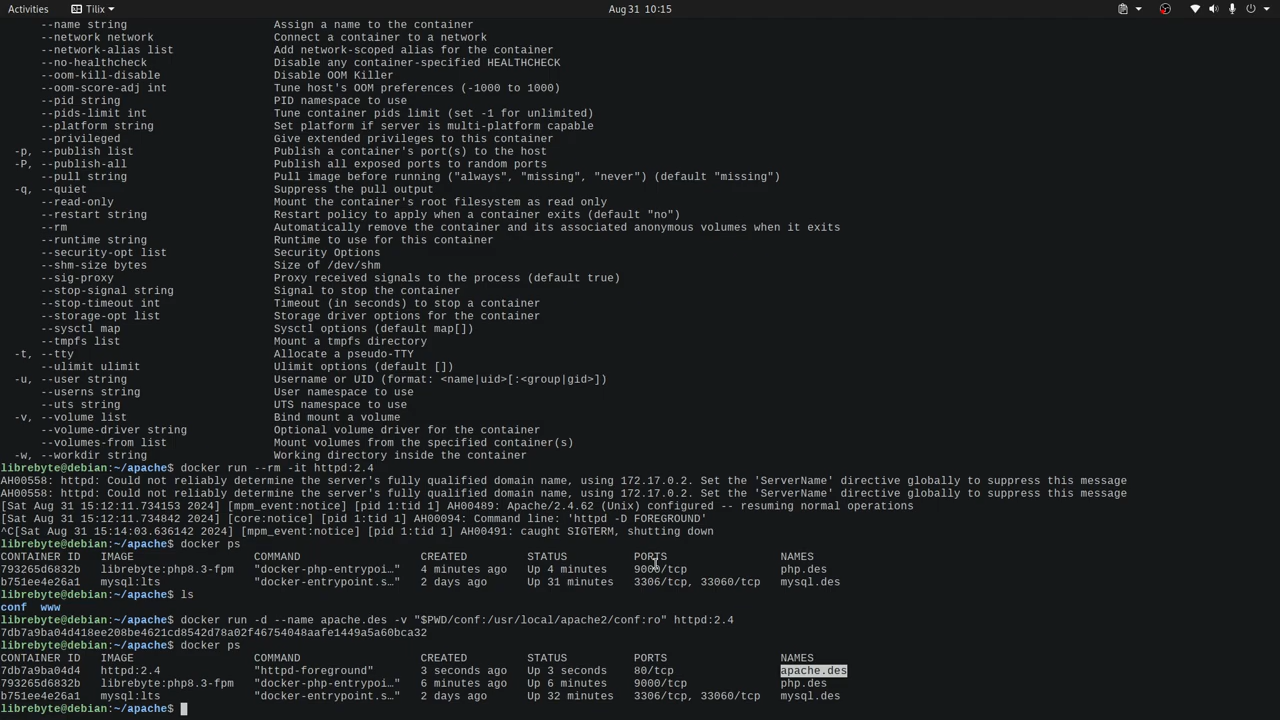 Activities Tilix Aug 31 10:15
--name string Assign a name to the container
--network network Connect a container to a network
--network-alias list Add network-scoped alias for the container
--no-healthcheck Disable any container-specified HEALTHCHECK
--oom-kill-disable Disable OOM Killer
--oom-score-adj int Tune host's OOM preferences (-1000 to 1000)
--pid string PID namespace to use
--pids-limit int Tune container pids limit (set -1 for unlimited)
--platform string Set platform if server is multi-platform capable
--privileged Give extended privileges to this container
-p, --publish list Publish a container's port(s) to the host
-P, --publish-all Publish all exposed ports to random ports
--pull string Pull image before running ("always", "missing", "never") (default "missing")
-q, --quiet Suppress the pull output
--read-only Mount the container's root filesystem as read only
--restart string Restart policy to apply when a container exits (default "no")
--rm Automatically remove the container and its associated anonymous volumes when it exits
--runtime string Runtime to use for this container
--security-opt list Security Options
--shm-size bytes Size of /dev/shm
--sig-proxy Proxy received signals to the process (default true)
--stop-signal string Signal to stop the container
--stop-timeout int Timeout (in seconds) to stop a container
--storage-opt list Storage driver options for the container
--sysctl map Sysctl options (default map[])
--tmpfs list Mount a tmpfs directory
-t, --tty Allocate a pseudo-TTY
--ulimit ulimit Ulimit options (default [])
-u, --user string Username or UID (format: <name|uid>[:<group|gid>])
--userns string User namespace to use
--uts string UTS namespace to use
-v, --volume list Bind mount a volume
--volume-driver string Optional volume driver for the container
--volumes-from list Mount volumes from the specified container(s)
-w, --workdir string Working directory inside the container
librebyte@debian:~/apache$ docker run --rm -it httpd:2.4
AH00558: httpd: Could not reliably determine the server's fully qualified domain name, using 172.17.0.2. Set the 'ServerName' directive globally to suppress this message
AH00558: httpd: Could not reliably determine the server's fully qualified domain name, using 172.17.0.2. Set the 'ServerName' directive globally to suppress this message
[Sat Aug 31 15:12:11.734153 2024] [mpm_event:notice] [pid 1:tid 1] AH00489: Apache/2.4.62 (Unix) configured -- resuming normal operations
[Sat Aug 31 15:12:11.734842 2024] [core:notice] [pid 1:tid 1] AH00094: Command line: 'httpd -D FOREGROUND'
^C[Sat Aug 31 15:14:03.636142 2024] [mpm_event:notice] [pid 1:tid 1] AH00491: caught SIGTERM, shutting down
librebyte@debian:~/apache$ docker ps
CONTAINER ID IMAGE COMMAND CREATED STATUS PORTS NAMES
793265d6832b librebyte:php8.3-fpm "docker-php-entrypoi…" 4 minutes ago Up 4 minutes 9000/tcp php.des
b751ee4e26a1 mysql:lts "docker-entrypoint.s…" 2 days ago Up 31 minutes 3306/tcp, 33060/tcp mysql.des
librebyte@debian:~/apache$ ls
conf www
librebyte@debian:~/apache$ docker run -d --name apache.des -v "$PWD/conf:/usr/local/apache2/conf:ro" httpd:2.4
7db7a9ba04d418ee208be4621cd8542d78a02f46754048aafe1449a5a60bca32
librebyte@debian:~/apache$ docker ps
CONTAINER ID IMAGE COMMAND CREATED STATUS PORTS NAMES
7db7a9ba04d4 httpd:2.4 "httpd-foreground" 3 seconds ago Up 3 seconds 80/tcp apache.des
793265d6832b librebyte:php8.3-fpm "docker-php-entrypoi…" 6 minutes ago Up 6 minutes 9000/tcp php.des
b751ee4e26a1 mysql:lts "docker-entrypoint.s…" 2 days ago Up 32 minutes 3306/tcp, 33060/tcp mysql.des
librebyte@debian:~/apache$